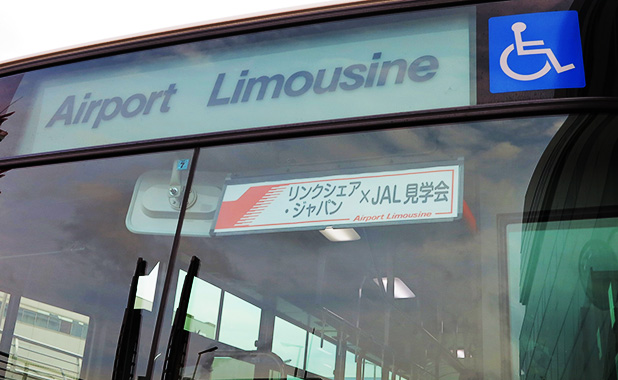 Airport Limousine
リンクシェア
・ジャパン
×JAL見学会
Airport Limousine